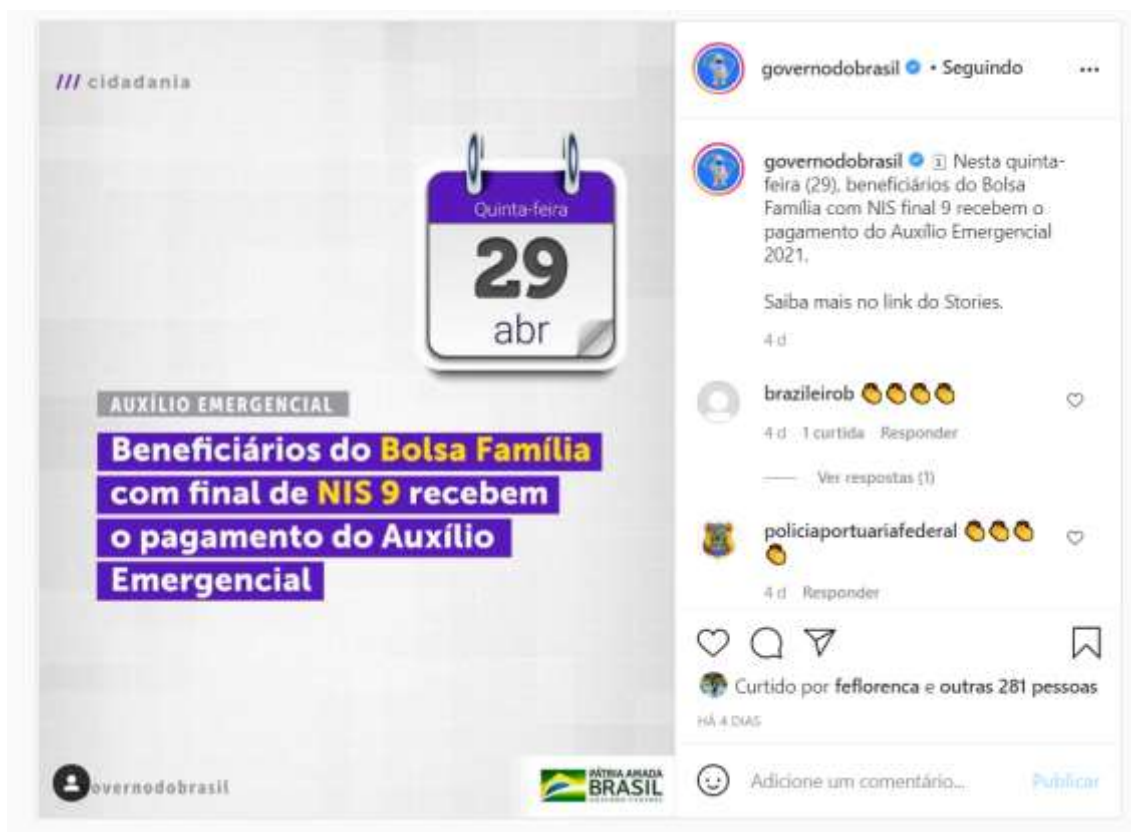 /// cidadania
Quinta-feira
29
abr
AUXÍLIO EMERGENCIAL
Beneficiários do Bolsa Família
com final de NIS 9 recebem
o pagamento do Auxílio
Emergencial
overnodobrasil
PÁTRIA AMADA
BRASIL
GOVERNO FEDERAL
governodobrasil • Seguindo
governodobrasil Nesta quinta-
feira (29), beneficiários do Bolsa
Família com NIS final 9 recebem o
pagamento do Auxílio Emergencial
2021.
Saiba mais no link do Stories.
4 d
brazileirob 👏👏👏👏
4 d 1 curtida Responder
Ver respostas (1)
policiaportuariafederal 👏👏👏
👏
4 d Responder
Curtido por feflorenca e outras 281 pessoas
HÁ 4 DIAS
Adicione um comentário... Publicar